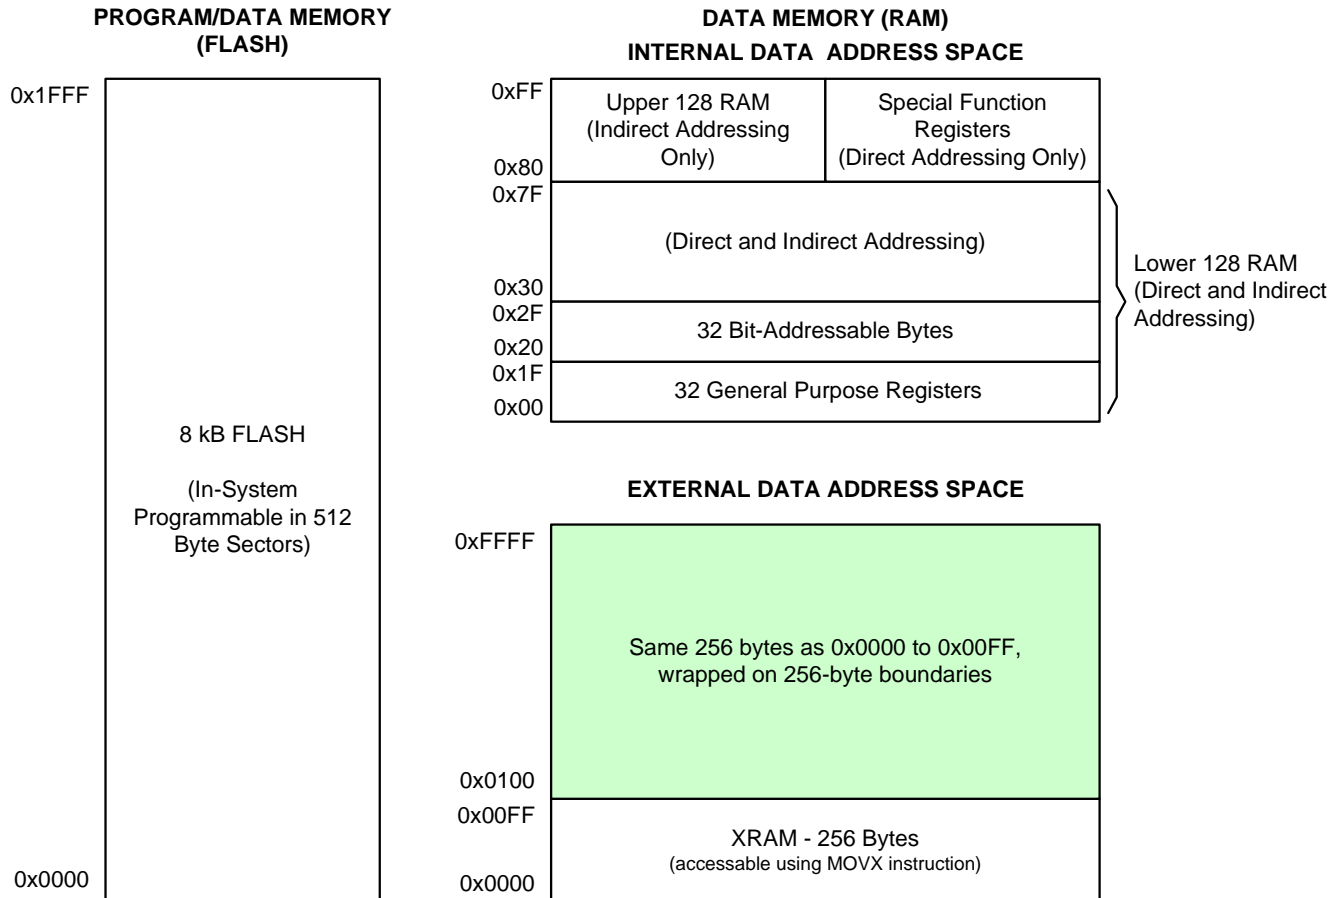 PROGRAM/DATA MEMORY
(FLASH)
0x1FFF
8 kB FLASH
(In-System
Programmable in 512
Byte Sectors)
0x0000
DATA MEMORY (RAM)
INTERNAL DATA ADDRESS SPACE
0xFF
Upper 128 RAM
(Indirect Addressing
Only)
Special Function
Registers
(Direct Addressing Only)
0x80
0x7F
(Direct and Indirect Addressing)
0x30
0x2F
32 Bit-Addressable Bytes
0x20
0x1F
32 General Purpose Registers
0x00
Lower 128 RAM
(Direct and Indirect
Addressing)
EXTERNAL DATA ADDRESS SPACE
0xFFFF
Same 256 bytes as 0x0000 to 0x00FF,
wrapped on 256-byte boundaries
0x0100
0x00FF
XRAM - 256 Bytes
(accessable using MOVX instruction)
0x0000